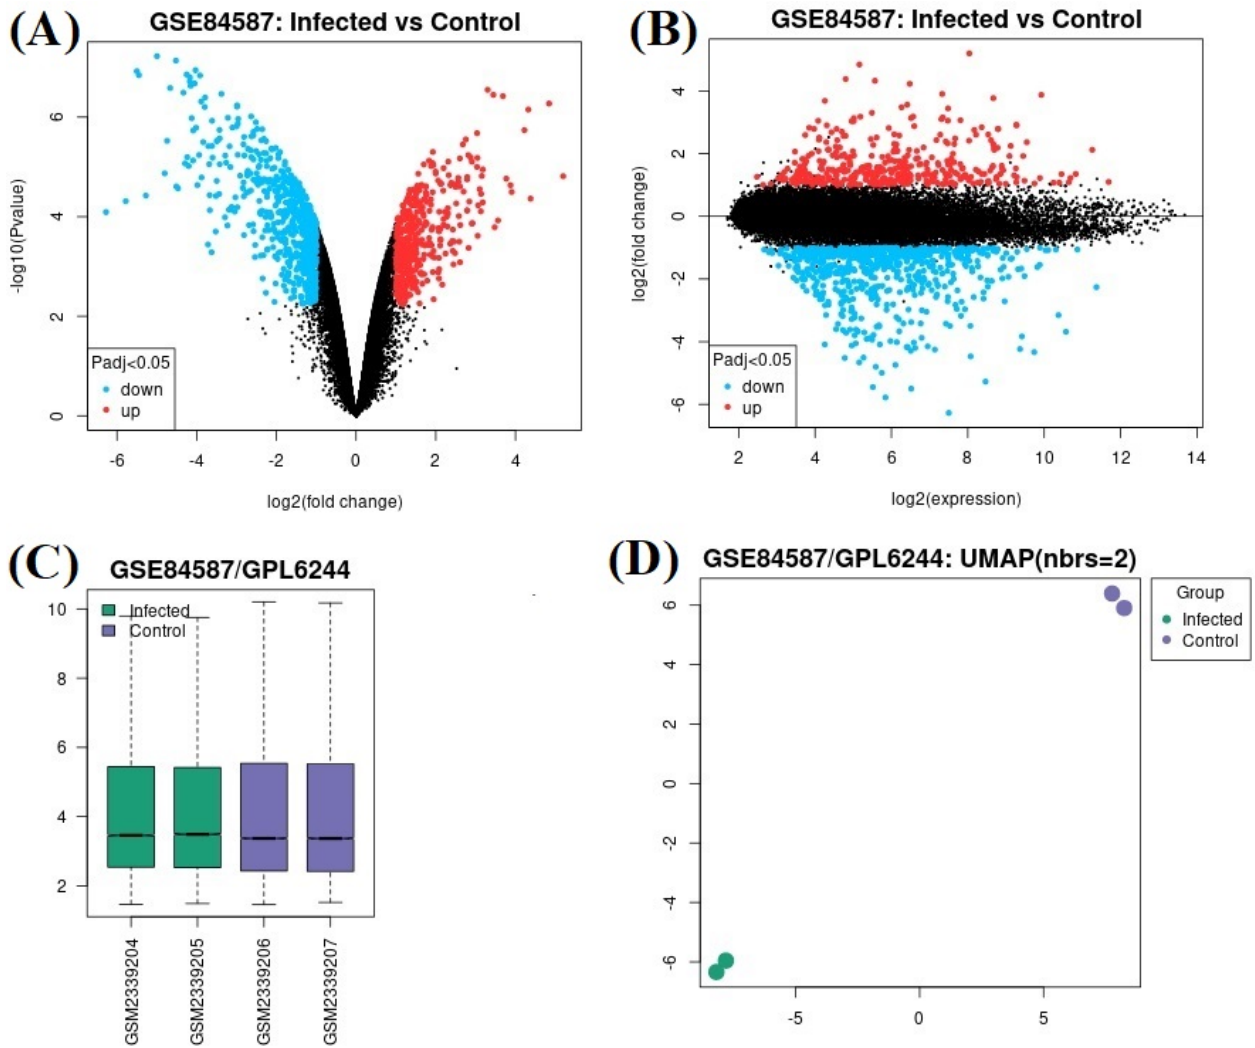 (A)
GSE84587: Infected vs Control
-log10(Pvalue)
6
4
2
0
Padj<0.05
down
up
-6 -4 -2 0 2 4
log2(fold change)
(B)
GSE84587: Infected vs Control
log2(fold change)
4
2
0
-2
-4
-6
Padj<0.05
down
up
2 4 6 8 10 12 14
log2(expression)
(C)
GSE84587/GPL6244
Infected
Control
10
8
6
4
2
GSM2339204
GSM2339205
GSM2339206
GSM2339207
(D)
GSE84587/GPL6244: UMAP(nbrs=2)
6
4
2
0
-2
-4
-6
-5 0 5
Group
Infected
Control